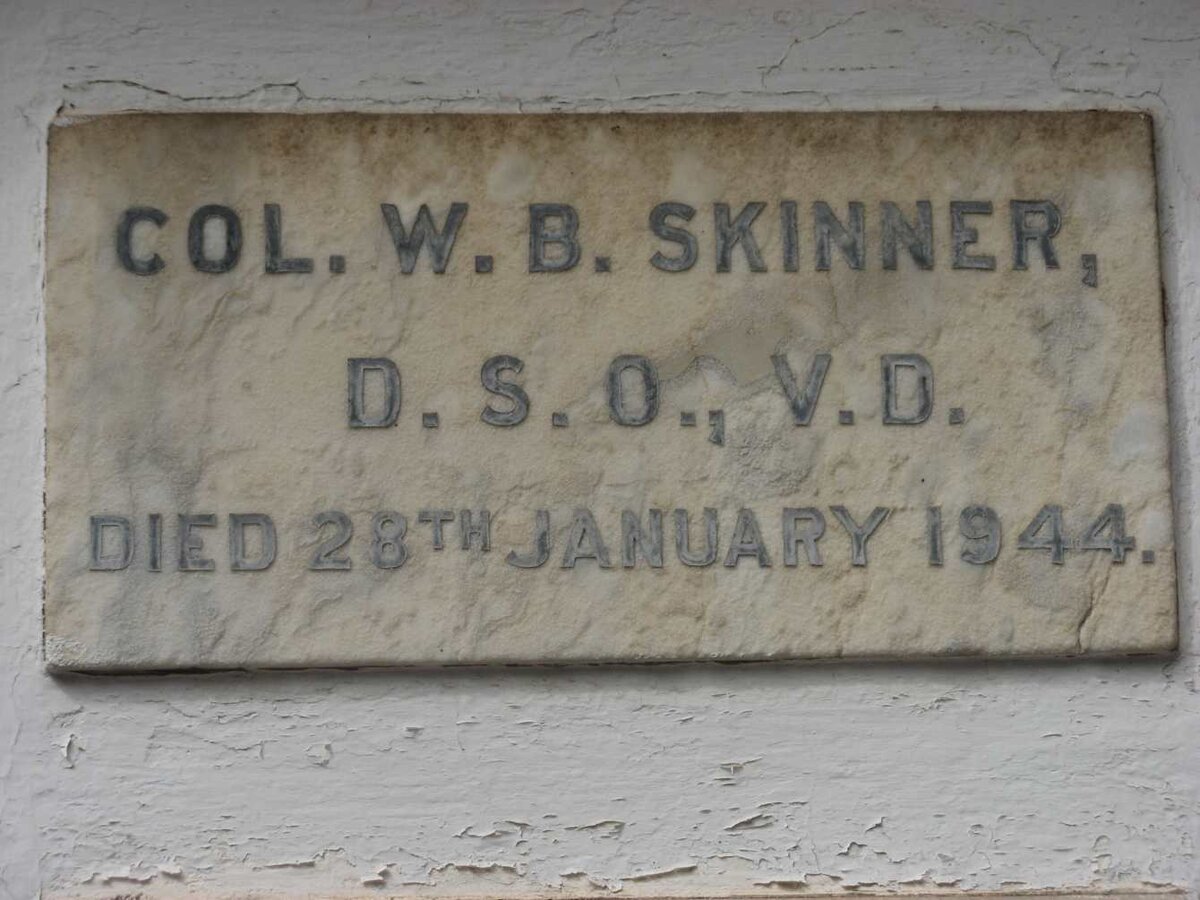 COL. W. B. SKINNER,
D. S. O., V. D.
DIED 28TH JANUARY 1944.